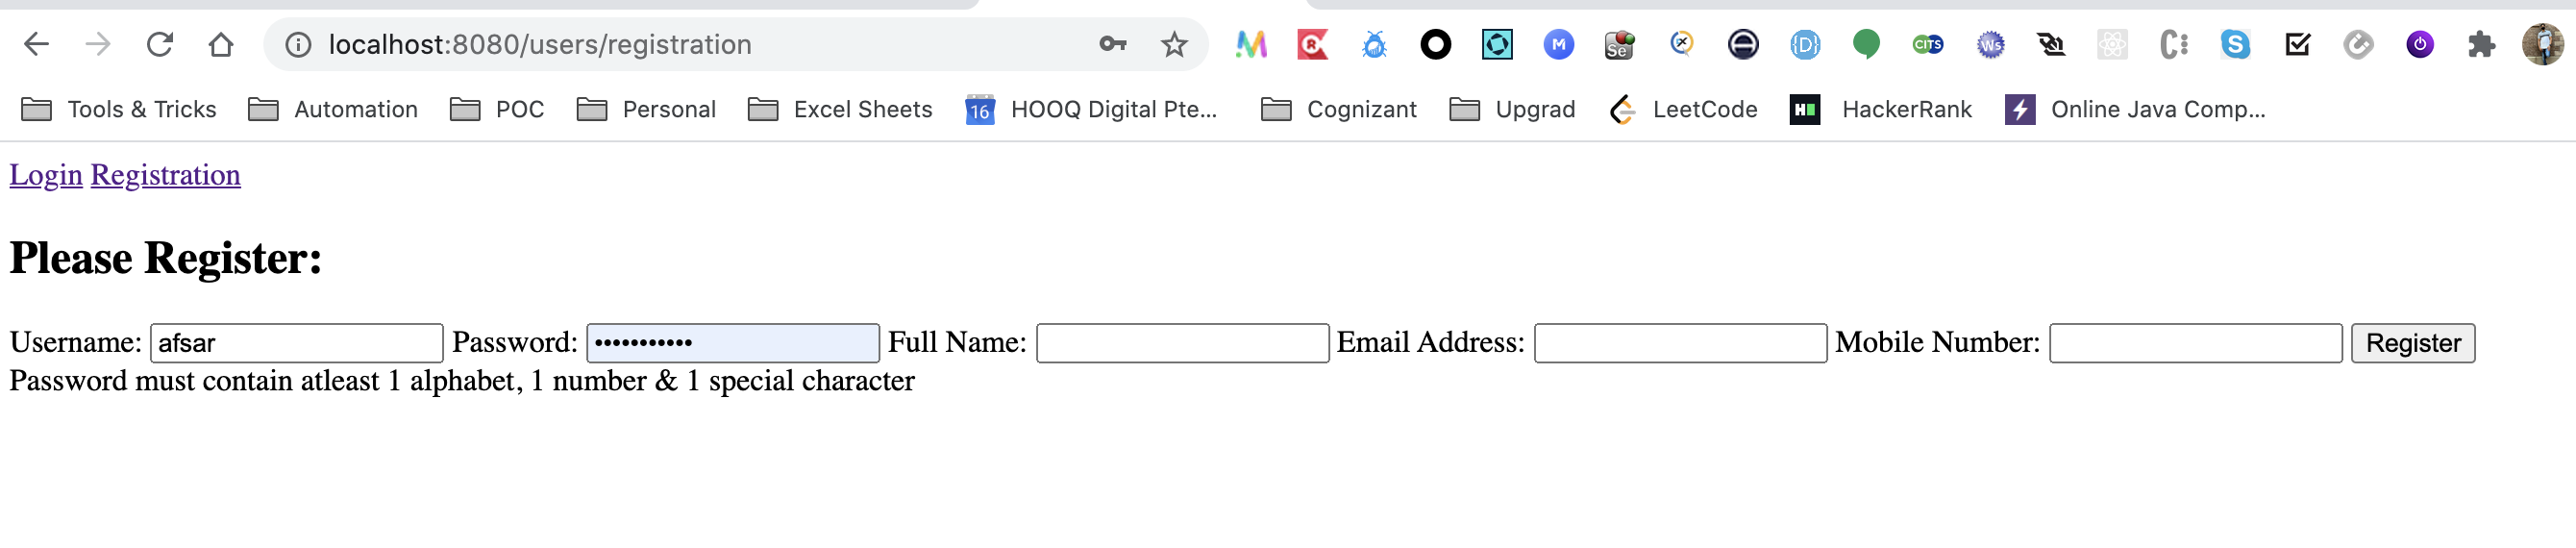 localhost:8080/users/registration
Tools & Tricks Automation POC Personal Excel Sheets 16 HOOQ Digital Pte... Cognizant Upgrad LeetCode HackerRank Online Java Comp...
Login Registration
Please Register:
Username: afsar Password: ••••••••••• Full Name: Email Address: Mobile Number: Register
Password must contain atleast 1 alphabet, 1 number & 1 special character